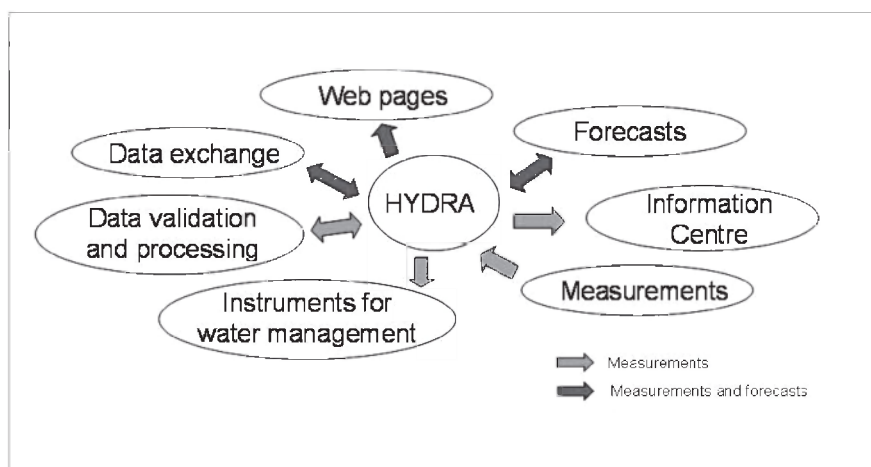 Web pages
Forecasts
Data exchange
HYDRA
Data validation
and processing
Information
Centre
Measurements
Instruments for
water management
Measurements
Measurements and forecasts